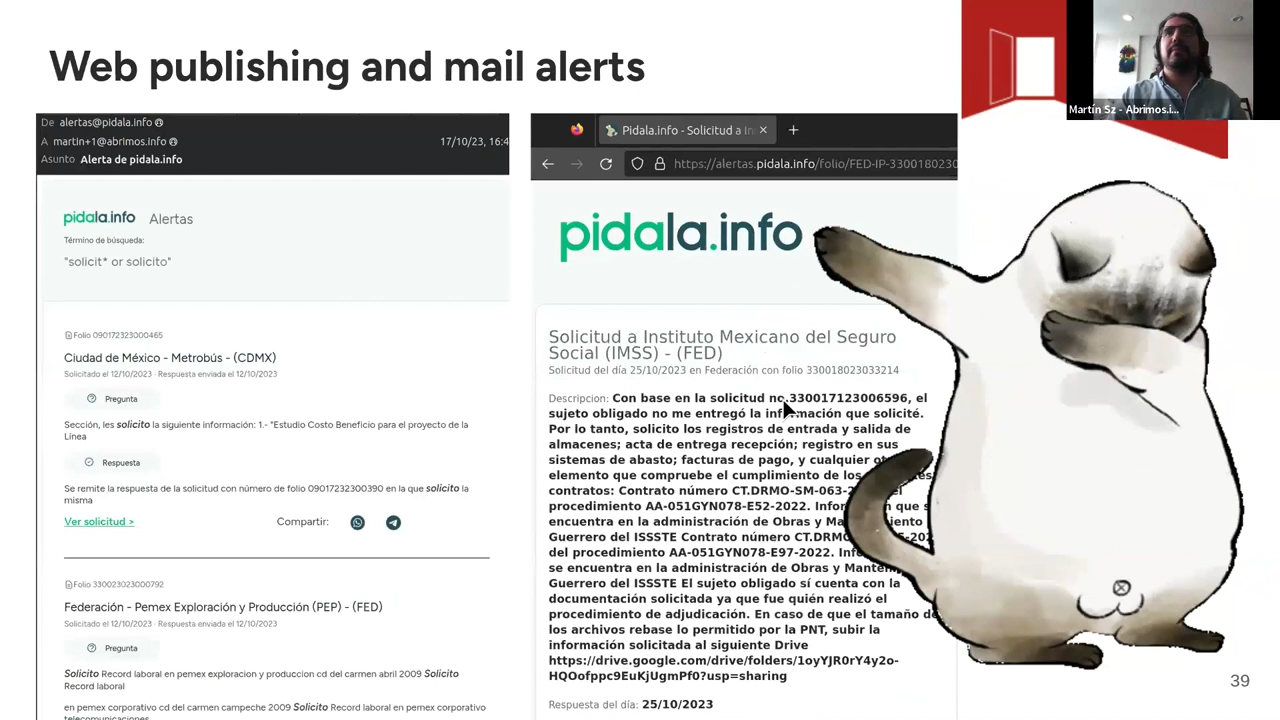 Web publishing and mail alerts
Martín Sz - Abrimos.i...
De alertas@pidala.info
A martin+1@abrimos.info 17/10/23, 16:4
Asunto Alerta de pidala.info
pidala.info Alertas
Término de búsqueda:
"solicit* or solicito"
Folio 090172323000465
Ciudad de México - Metrobús - (CDMX)
Solicitado el 12/10/2023 · Respuesta enviada el 12/10/2023
Pregunta
Sección, les solicito la siguiente información: 1.- "Estudio Costo Beneficio para el proyecto de la
Línea
Respuesta
Se remite la respuesta de la solicitud con número de folio 09017232300390 en la que solicito la
misma
Ver solicitud >
Compartir:
Folio 330023023000792
Federación - Pemex Exploración y Producción (PEP) - (FED)
Solicitado el 12/10/2023 · Respuesta enviada el 12/10/2023
Pregunta
Solicito Record laboral en pemex exploracion y produccion cd del carmen abril 2009 Solicito
Record laboral
en pemex corporativo cd del carmen campeche 2009 Solicito Record laboral en pemex corporativo
telecomunicaciones
Pidala.info - Solicitud a In
https://alertas.pidala.info/folio/FED-IP-3300180230
pidala.info
Solicitud a Instituto Mexicano del Seguro
Social (IMSS) - (FED)
Solicitud del día 25/10/2023 en Federación con folio 330018023033214
Descripcion: Con base en la solicitud no.330017123006596, el
sujeto obligado no me entregó la información que solicité.
Por lo tanto, solicito los registros de entrada y salida de
almacenes; acta de entrega recepción; registro en sus
sistemas de abasto; facturas de pago, y cualquier
elemento que compruebe el cumplimiento de los
contratos: Contrato número CT.DRMO-SM-063-2
procedimiento AA-051GYN078-E52-2022. que s
encuentra en la administración de Obras y
Guerrero del ISSSTE Contrato número
del procedimiento AA-051GYN078-E97-2022.
se encuentra en la administración de Obras y
Guerrero del ISSSTE El sujeto obligado sí cuenta con la
documentación solicitada ya que fue quién realizó el
procedimiento de adjudicación. En caso de que el tamaño de
los archivos rebase lo permitido por la PNT, subir la
información solicitada al siguiente Drive
https://drive.google.com/drive/folders/1oyYJR0rY4y2o-
HQOofppc9EuKjUgmPf0?usp=sharing
Respuesta del día: 25/10/2023
39